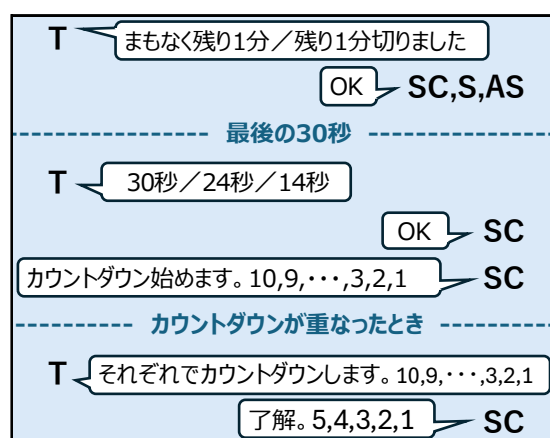 T まもなく残り1分／残り1分切りました
OK SC,S,AS
最後の30秒
T 30秒／24秒／14秒
OK SC
カウントダウン始めます。10,9,・・・,3,2,1 SC
カウントダウンが重なったとき
T それぞれでカウントダウンします。10,9,・・・,3,2,1
了解。5,4,3,2,1 SC